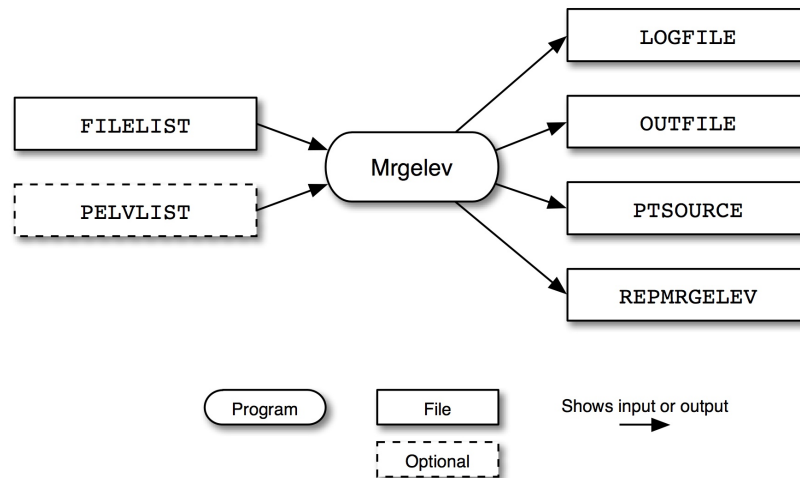 LOGFILE
FILELIST
OUTFILE
Mrgelev
PELVLIST
PTSOURCE
REPMRGELEV
Program
File
Shows input or output
Optional